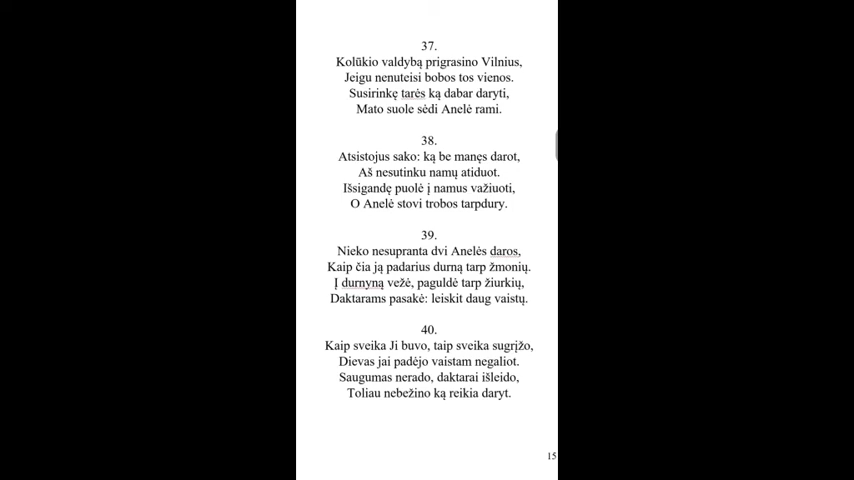 37.
Kolūkio valdybą prigrasino Vilnius,
Jeigu nenuteisi bobos tos vienos.
Susirinkę tarės ką dabar daryti,
Mato suole sėdi Anelė rami.
38.
Atsistojus sako: ką be manęs darot,
Aš nesutinku namų atiduot.
Išsigandę puolė į namus važiuoti,
O Anelė stovi trobos tarpdury.
39.
Nieko nesupranta dvi Anelės daros,
Kaip čia ją padarius durną tarp žmonių.
Į durnyną vežė, paguldė tarp žiurkių,
Daktarams pasakė: leiskit daug vaistų.
40.
Kaip sveika Ji buvo, taip sveika sugrįžo,
Dievas jai padėjo vaistam negaliot.
Saugumas nerado, daktarai išleido,
Toliau nebežino ką reikia daryt.
15